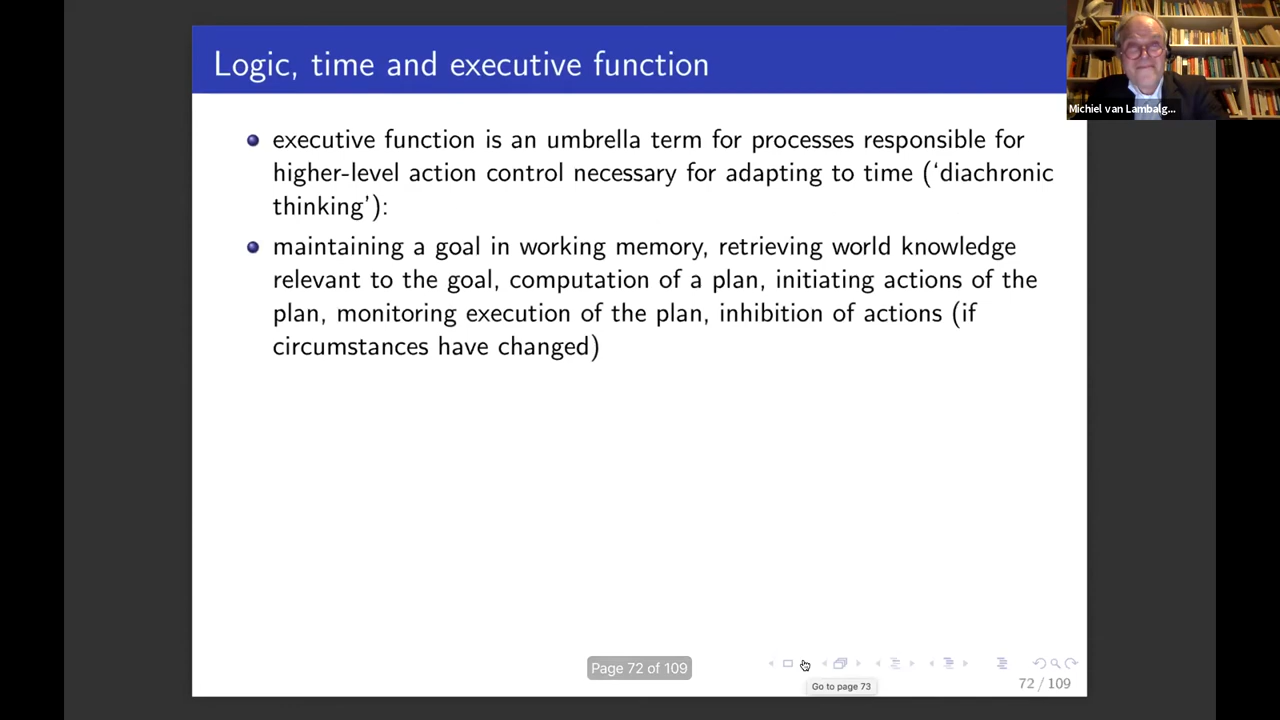 Logic, time and executive function
Michiel van Lambalg...
executive function is an umbrella term for processes responsible for
higher-level action control necessary for adapting to time (‘diachronic
thinking’):
maintaining a goal in working memory, retrieving world knowledge
relevant to the goal, computation of a plan, initiating actions of the
plan, monitoring execution of the plan, inhibition of actions (if
circumstances have changed)
Page 72 of 109
Go to page 73
72 / 109